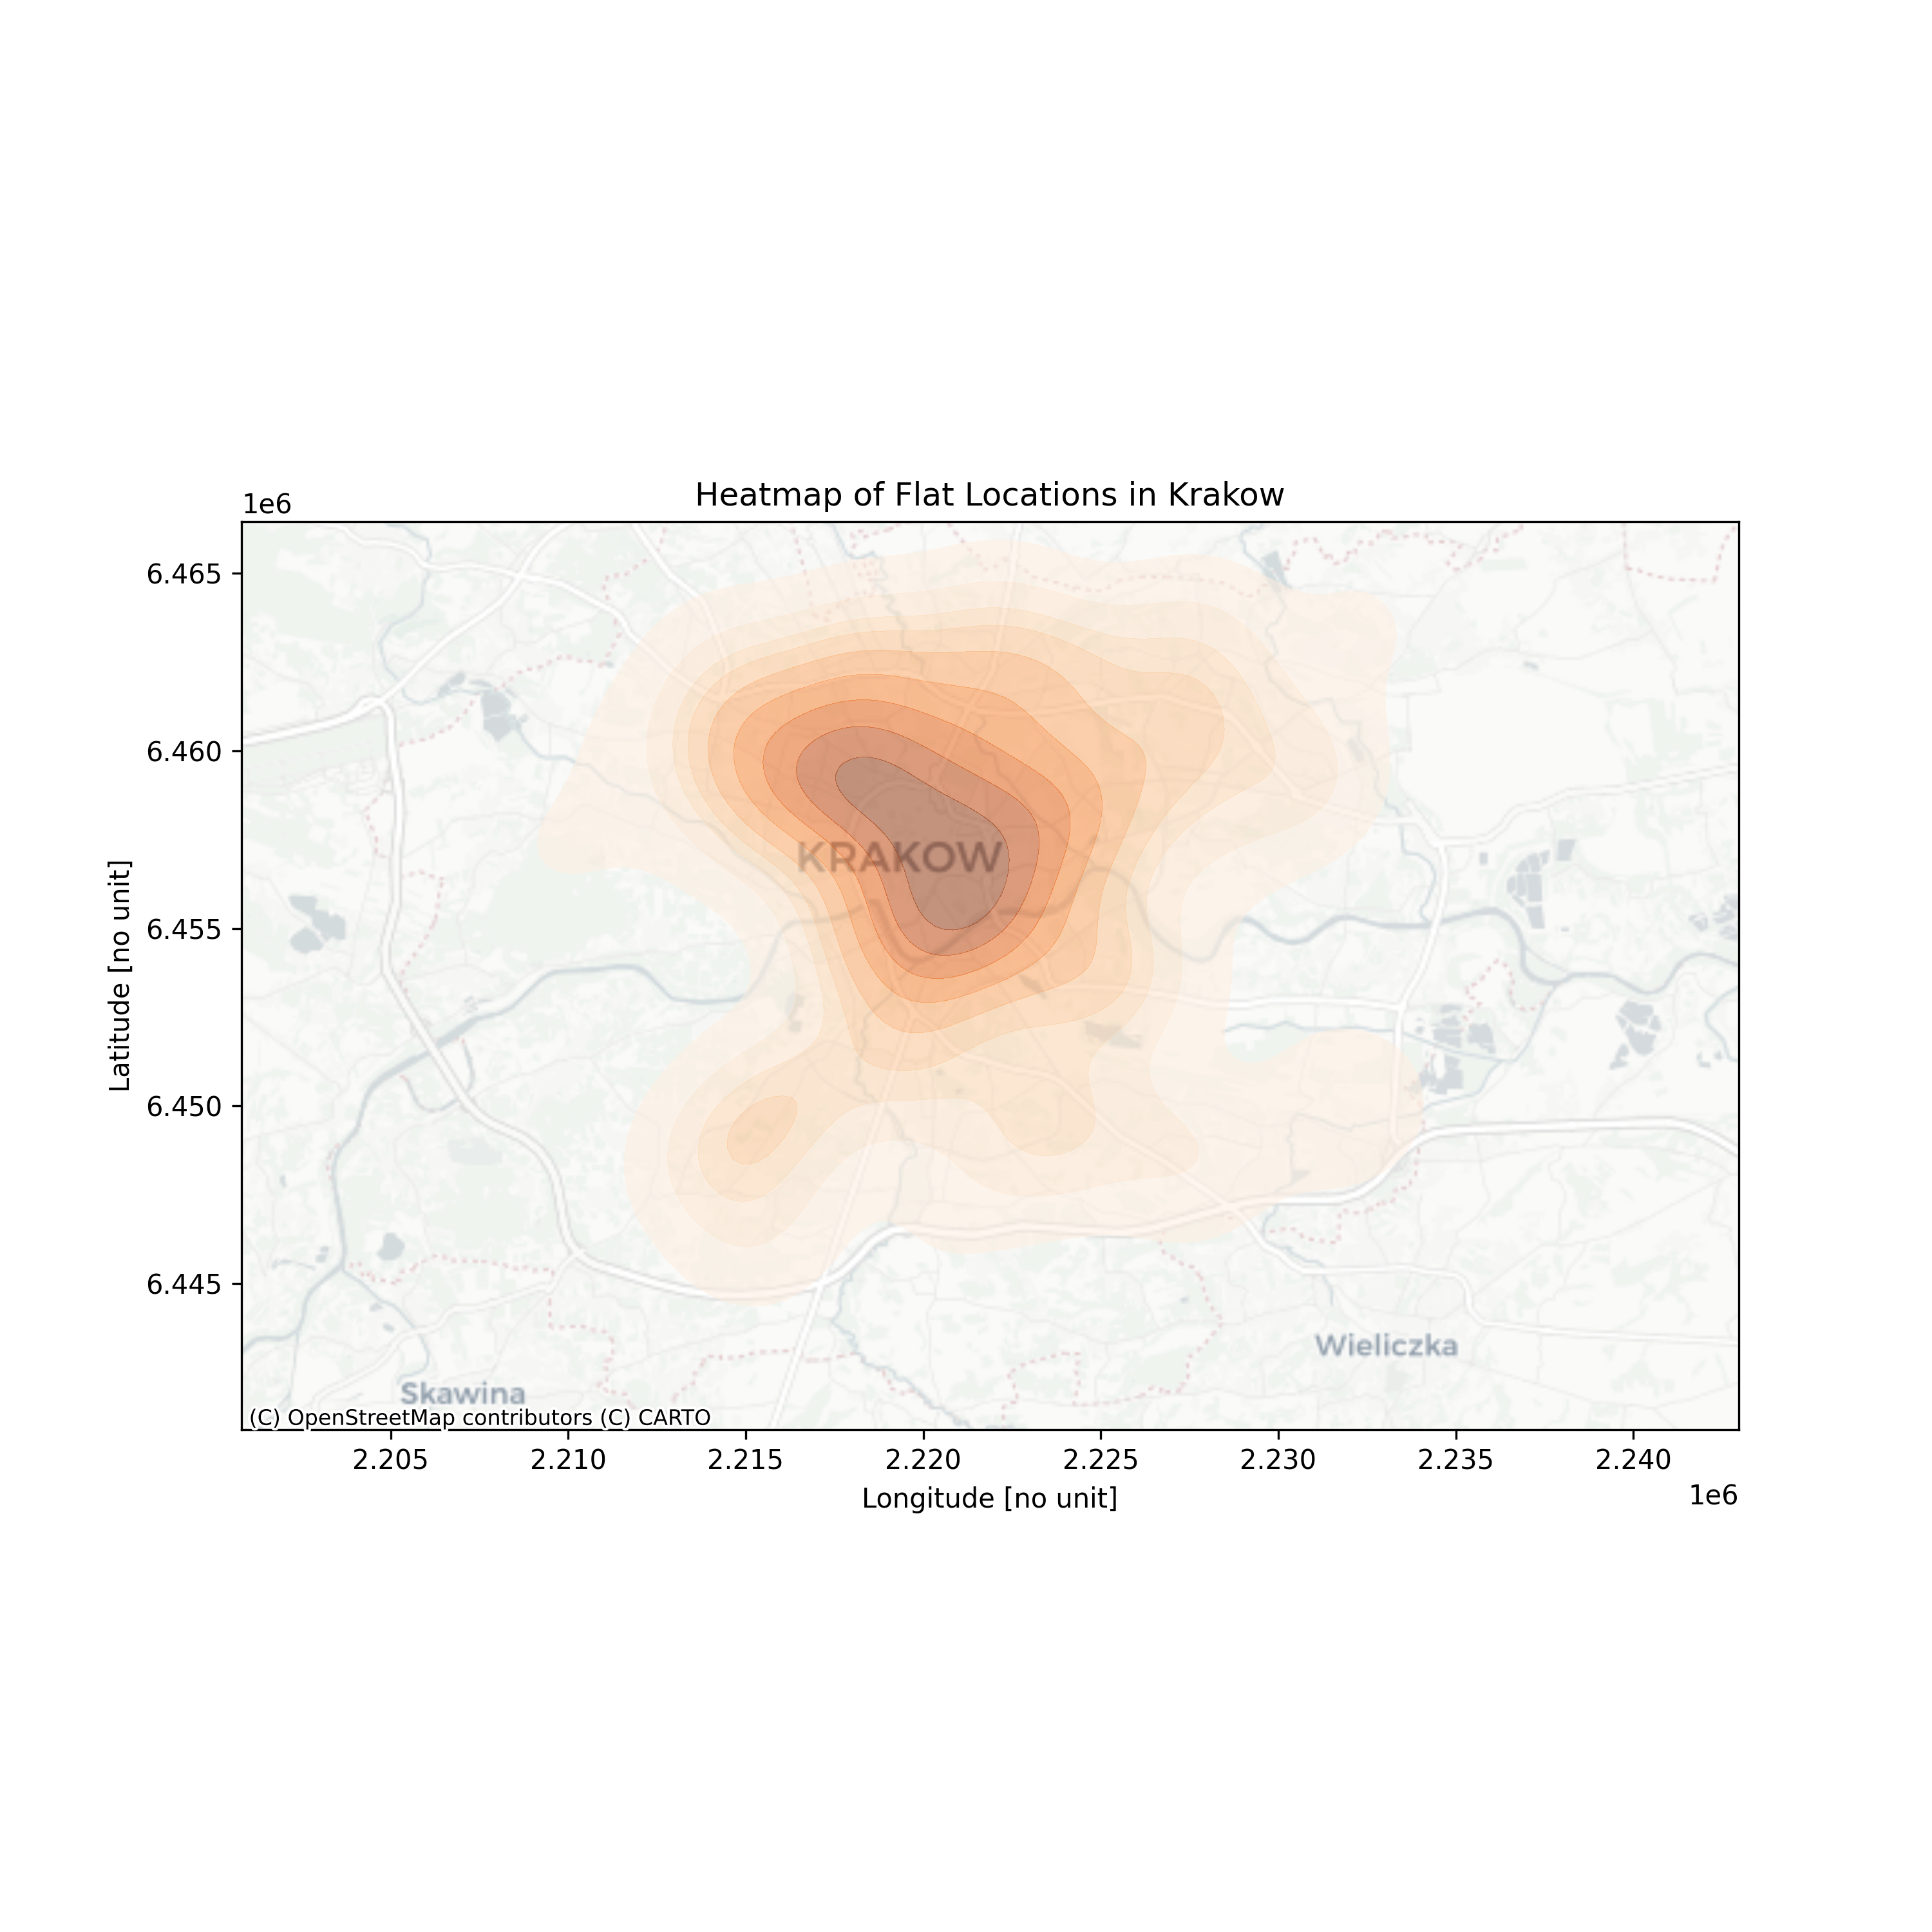 Heatmap of Flat Locations in Krakow
1e6
6.465
6.460
6.455
6.450
6.445
Latitude [no unit]
KRAKOW
Wieliczka
Skawina
(C) OpenStreetMap contributors (C) CARTO
2.205 2.210 2.215 2.220 2.225 2.230 2.235 2.240
Longitude [no unit]
1e6